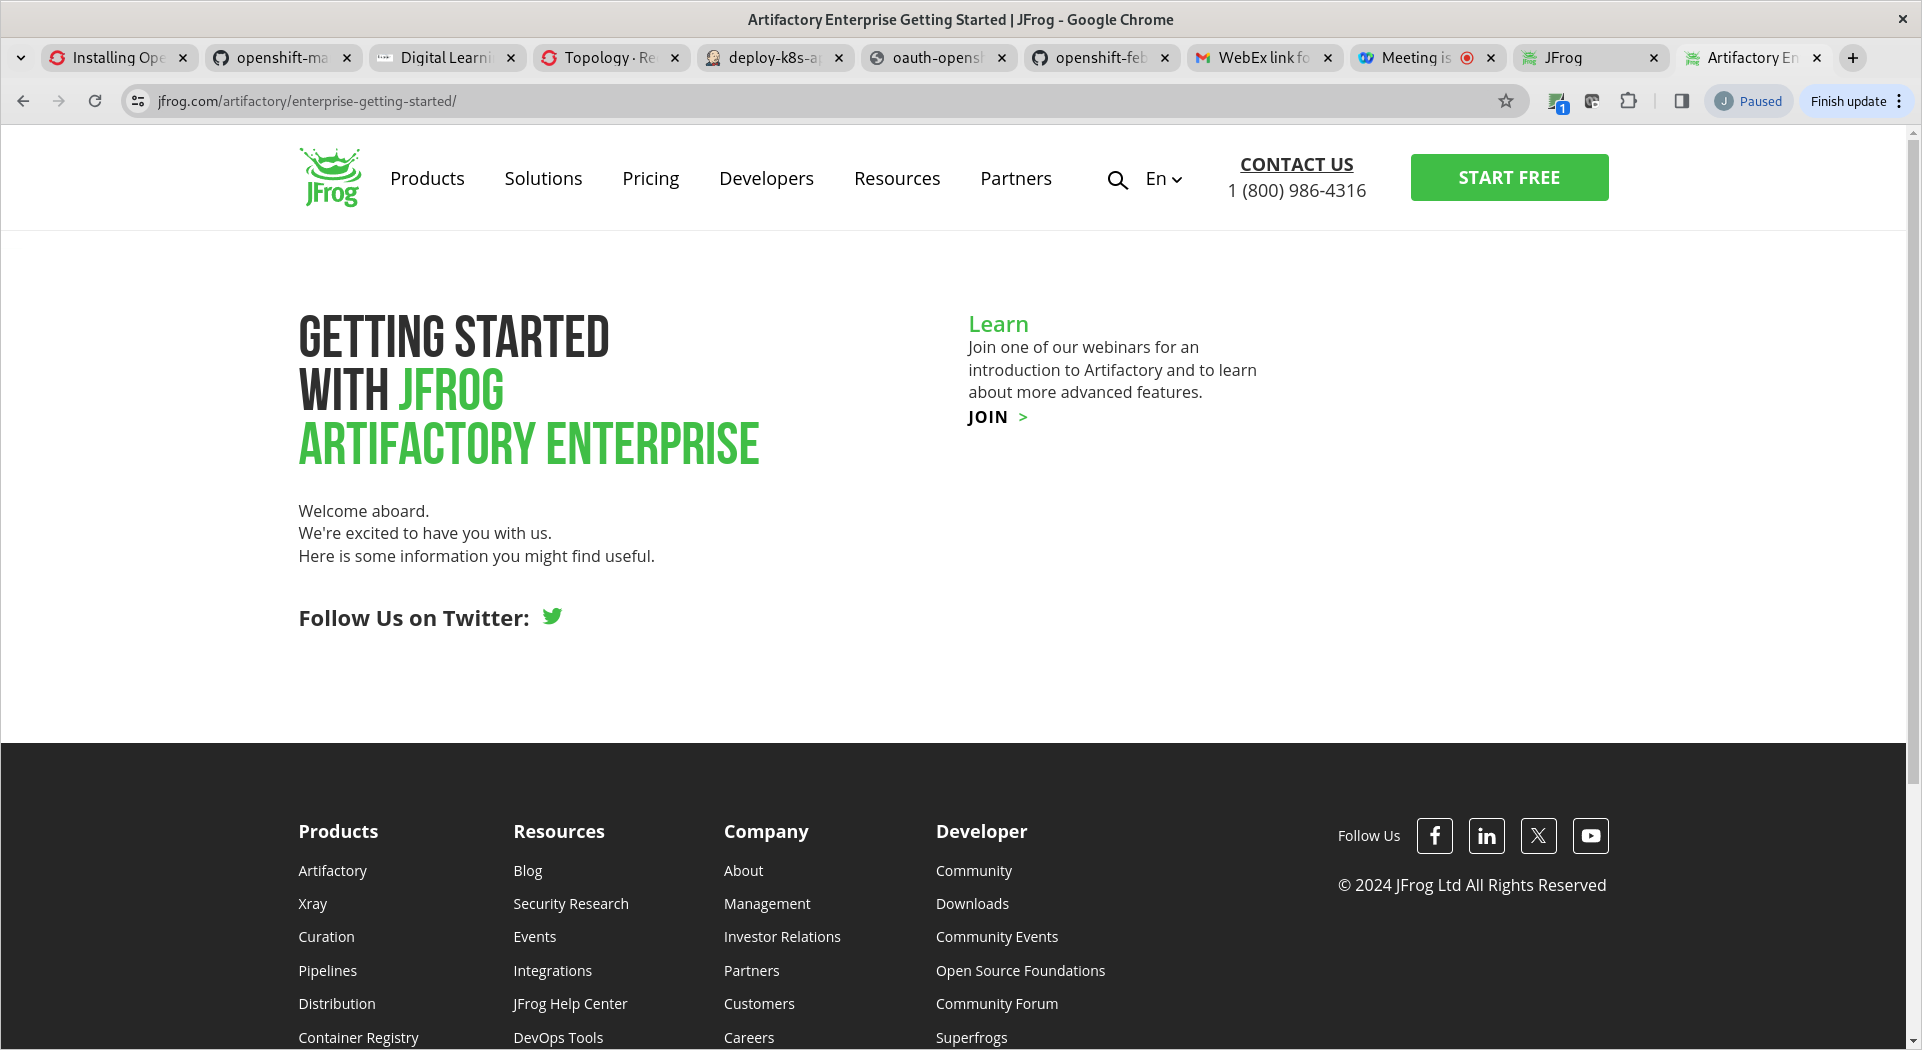 Artifactory Enterprise Getting Started | JFrog - Google Chrome
Installing Ope
openshift-ma
Digital Learni
Topology · Re
deploy-k8s-ap
oauth-opensh
openshift-feb
WebEx link fo
Meeting is
JFrog
Artifactory En
jfrog.com/artifactory/enterprise-getting-started/
1
J
Paused
Finish update
JFrog
Products
Solutions
Pricing
Developers
Resources
Partners
En
CONTACT US
1 (800) 986-4316
START FREE
GETTING STARTED
WITH JFROG
ARTIFACTORY ENTERPRISE
Welcome aboard.
We're excited to have you with us.
Here is some information you might find useful.
Follow Us on Twitter:
Learn
Join one of our webinars for an
introduction to Artifactory and to learn
about more advanced features.
JOIN >
Products
Artifactory
Xray
Curation
Pipelines
Distribution
Container Registry
Resources
Blog
Security Research
Events
Integrations
JFrog Help Center
DevOps Tools
Company
About
Management
Investor Relations
Partners
Customers
Careers
Developer
Community
Downloads
Community Events
Open Source Foundations
Community Forum
Superfrogs
Follow Us
© 2024 JFrog Ltd All Rights Reserved